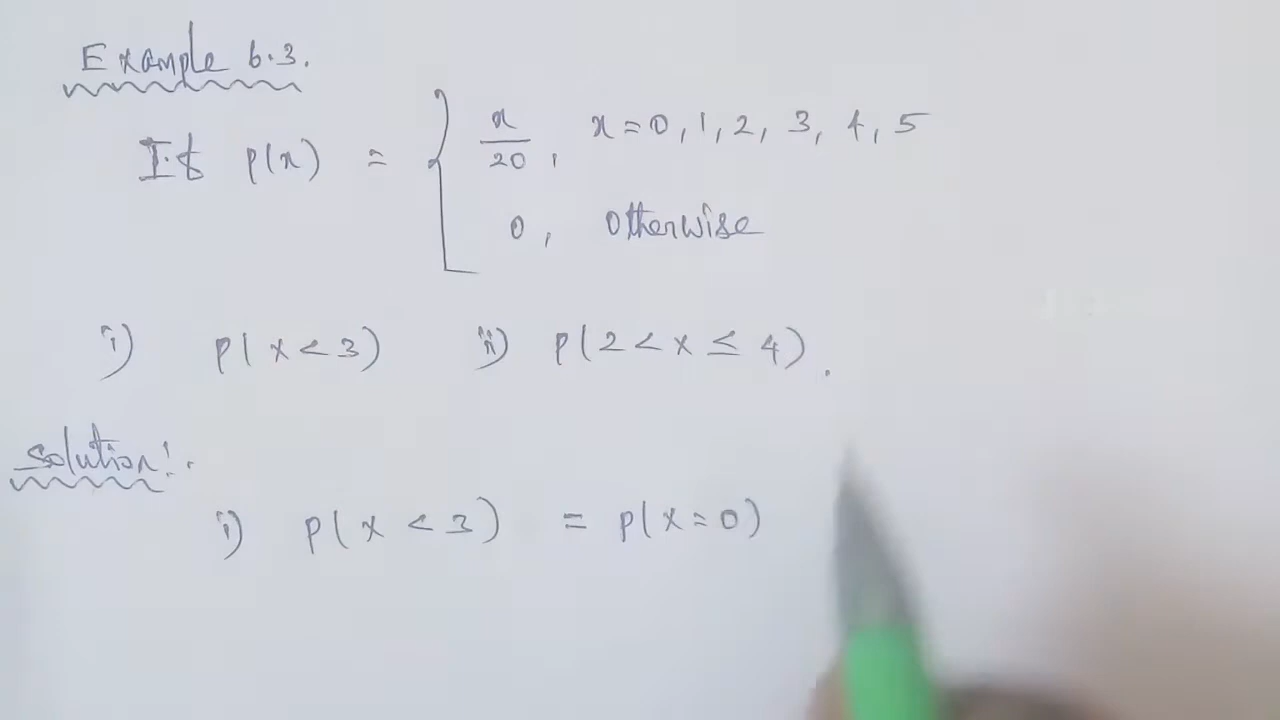 Example 6.3.
If p(x) = { x/20, x = 0, 1, 2, 3, 4, 5
0, otherwise
i) P(x < 3) ii) P(2 < x ≤ 4).
Solution:.
i) P(x < 3) = P(x = 0)